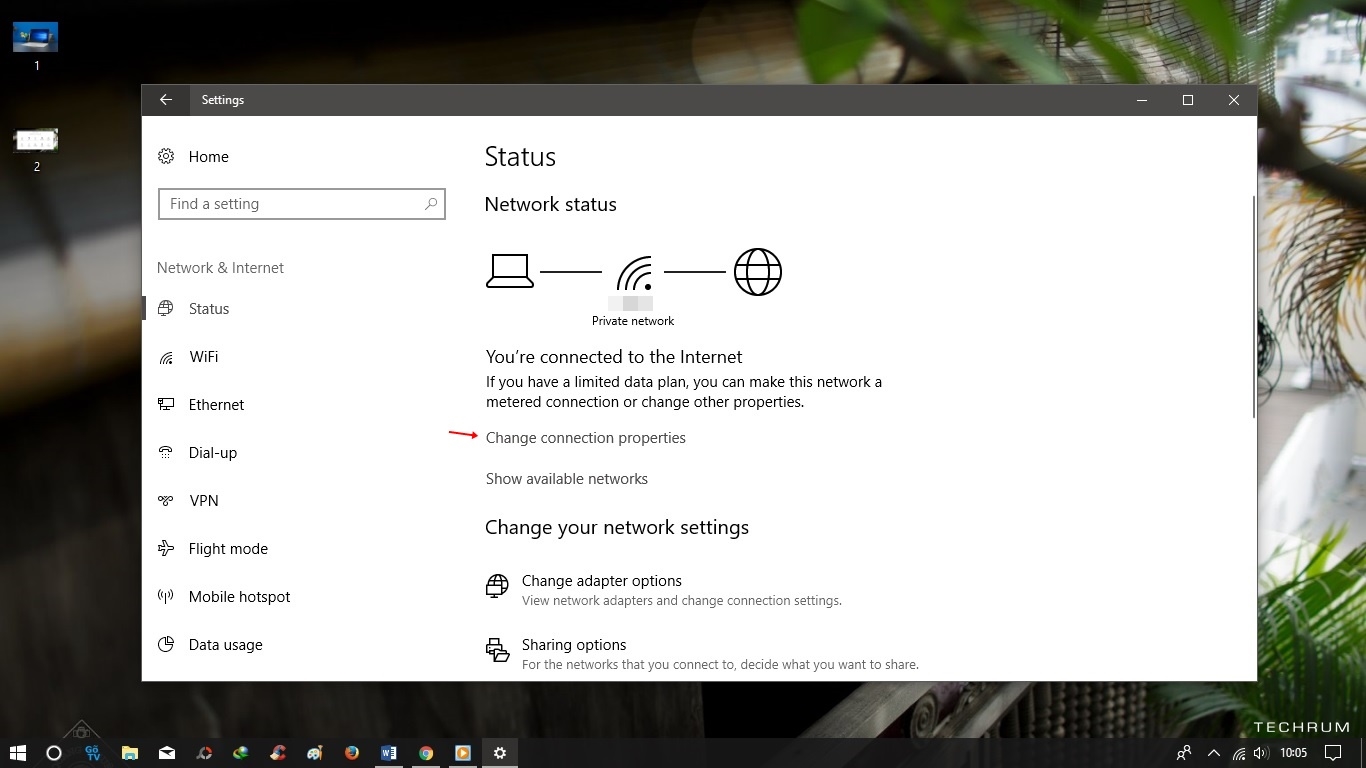 1
2
Settings
Home
Find a setting
Network & Internet
Status
WiFi
Ethernet
Dial-up
VPN
Flight mode
Mobile hotspot
Data usage
Status
Network status
Private network
You're connected to the Internet
If you have a limited data plan, you can make this network a
metered connection or change other properties.
Change connection properties
Show available networks
Change your network settings
Change adapter options
View network adapters and change connection settings.
Sharing options
For the networks that you connect to, decide what you want to share.
TECHRUM
GõTV
10:05